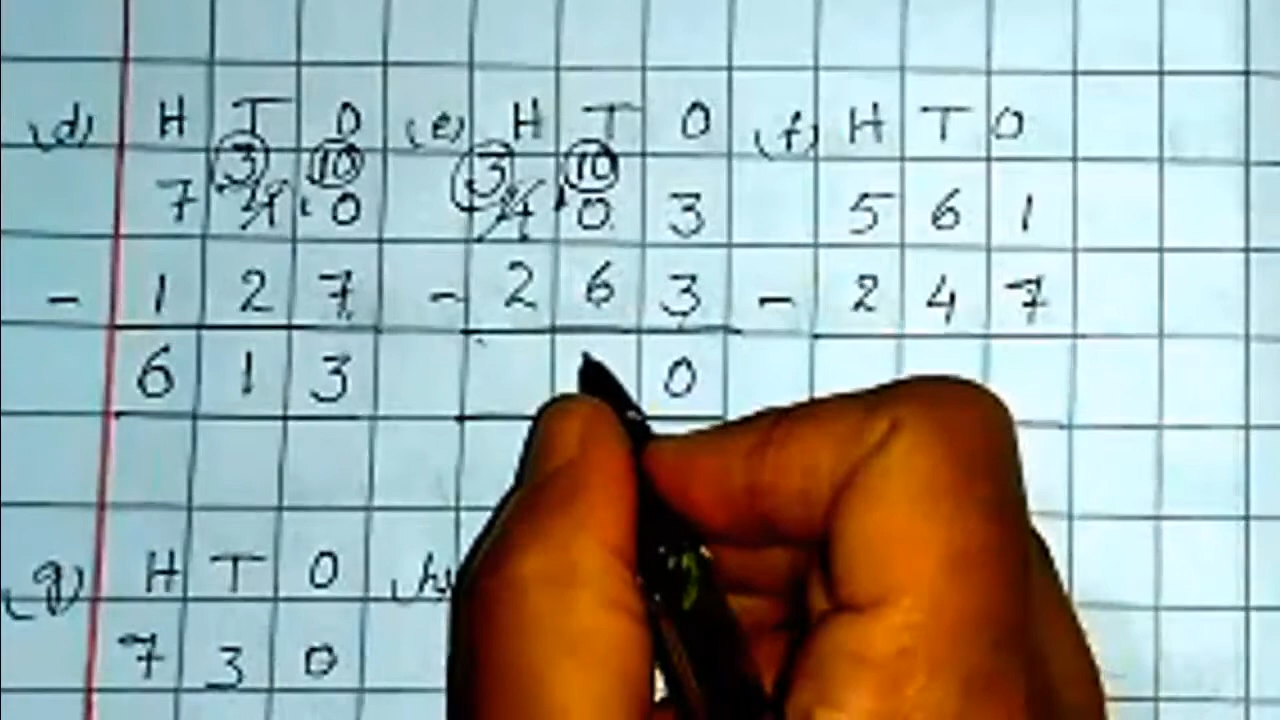 (d) H T O (e) H T O (f) H T O
3 10 3 10
7 4 0 4 0 3 5 6 1
- 1 2 7 - 2 6 3 - 2 4 7
6 1 3 0
(g) H T O (h)
7 3 0